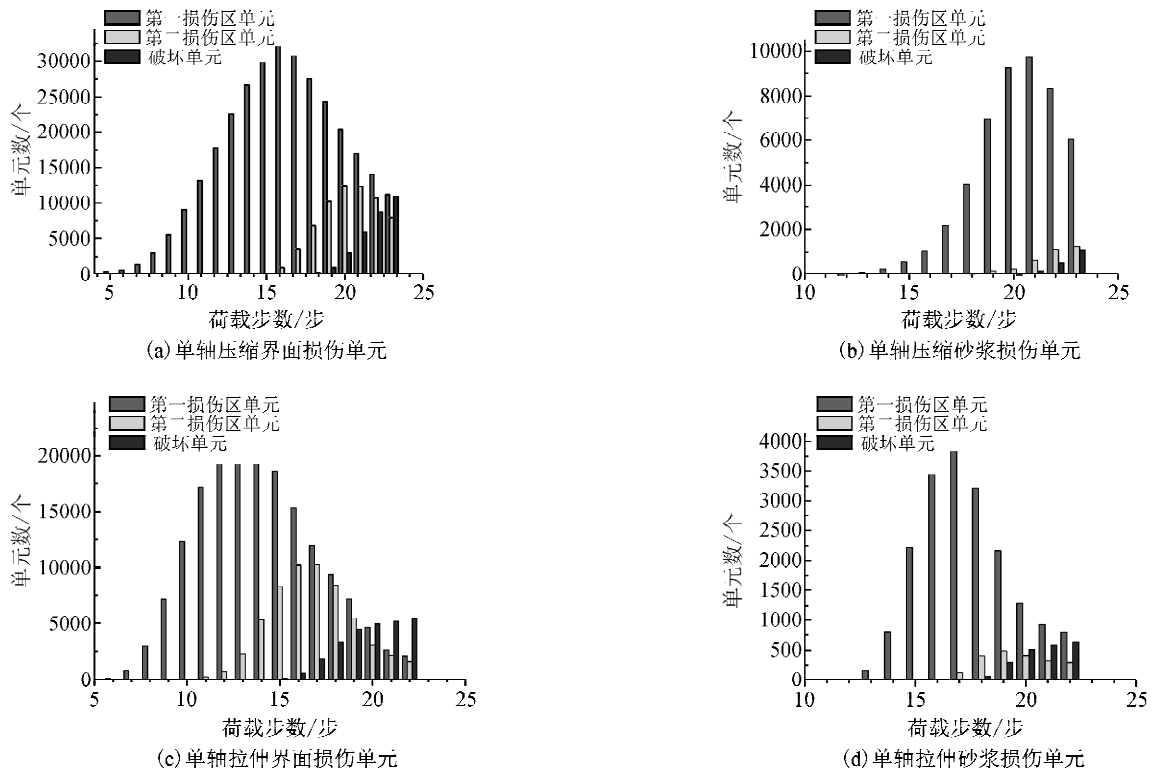 第一损伤区单元
第二损伤区单元
破坏单元
单元数/个
30000
25000
20000
15000
10000
5000
0
5 10 15 20 25
荷载步数/步
(a)单轴压缩界面损伤单元
第一损伤区单元
第二损伤区单元
破坏单元
单元数/个
10000
8000
6000
4000
2000
0
10 15 20 25
荷载步数/步
(b)单轴压缩砂浆损伤单元
第一损伤区单元
第二损伤区单元
破坏单元
单元数/个
20000
15000
10000
5000
0
5 10 15 20 25
荷载步数/步
(c)单轴拉伸界面损伤单元
第一损伤区单元
第二损伤区单元
破坏单元
单元数/个
4000
3500
3000
2500
2000
1500
1000
500
0
10 15 20 25
荷载步数/步
(d)单轴拉伸砂浆损伤单元